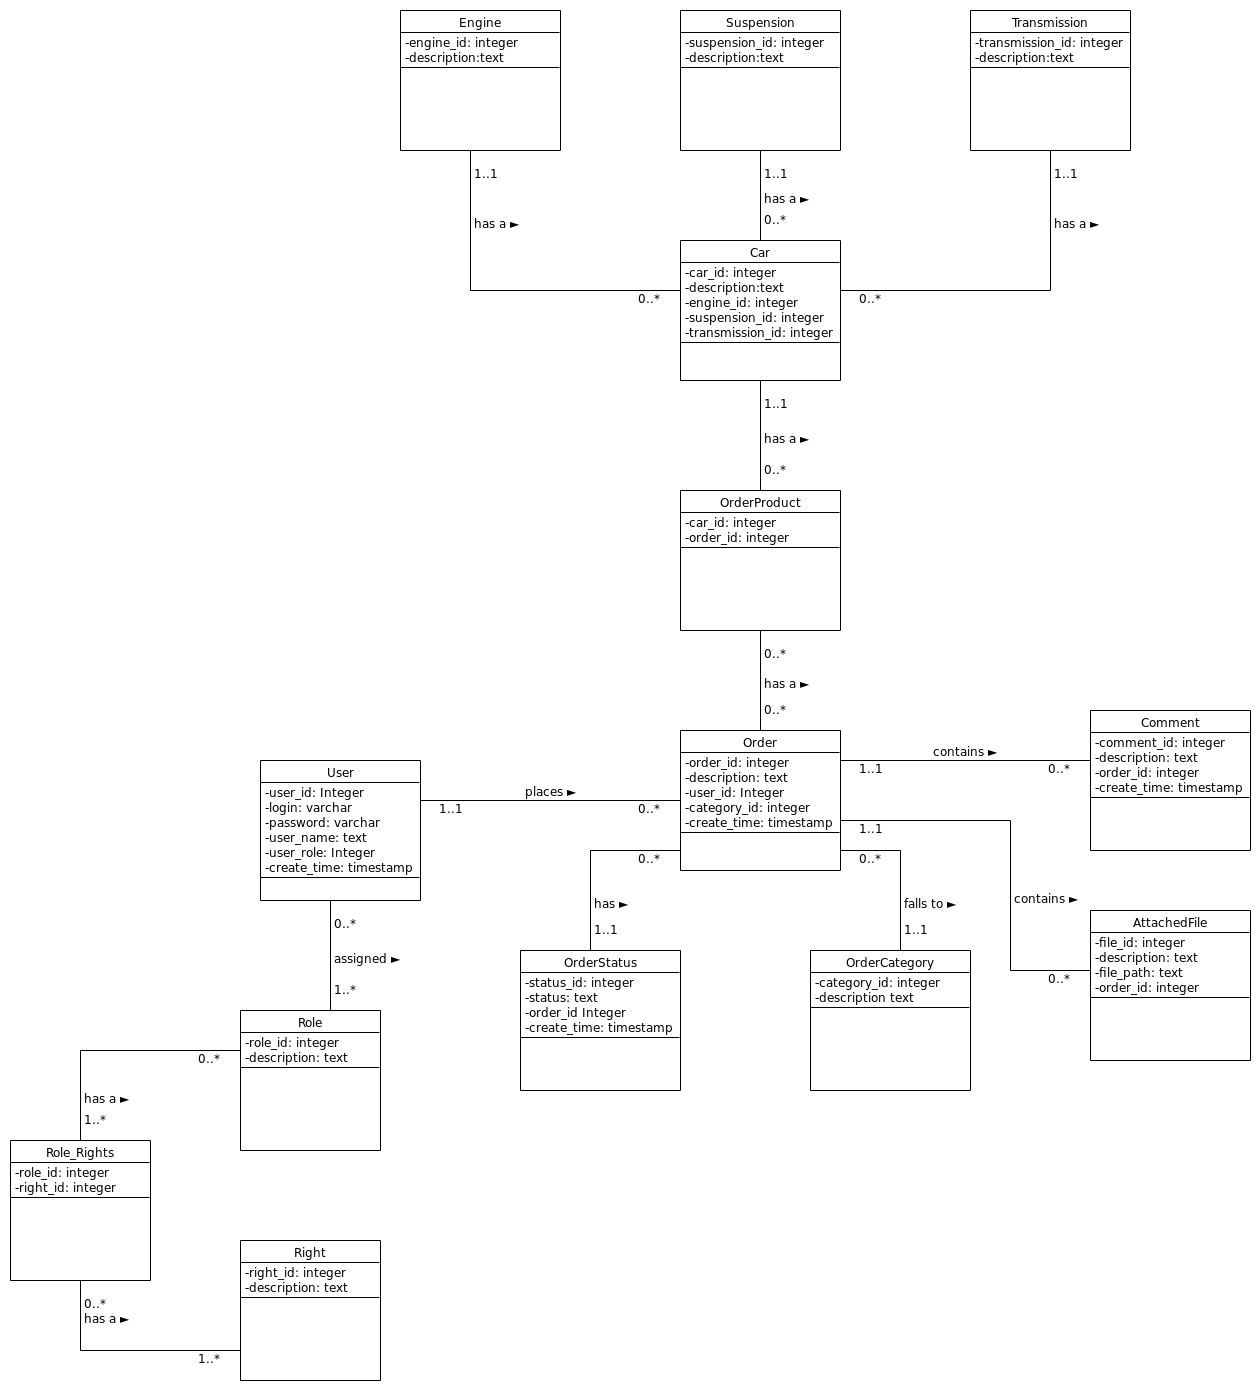 Engine
-engine_id: integer
-description:text
Suspension
-suspension_id: integer
-description:text
Transmission
-transmission_id: integer
-description:text
1..1
has a ►
0..*
1..1
has a ►
0..*
1..1
has a ►
0..*
Car
-car_id: integer
-description:text
-engine_id: integer
-suspension_id: integer
-transmission_id: integer
1..1
has a ►
0..*
OrderProduct
-car_id: integer
-order_id: integer
0..*
has a ►
0..*
Order
-order_id: integer
-description: text
-user_id: Integer
-category_id: integer
-create_time: timestamp
contains ►
1..1
0..*
Comment
-comment_id: integer
-description: text
-order_id: integer
-create_time: timestamp
User
-user_id: Integer
-login: varchar
-password: varchar
-user_name: text
-user_role: Integer
-create_time: timestamp
places ►
1..1
0..*
1..1
contains ►
0..*
AttachedFile
-file_id: integer
-description: text
-file_path: text
-order_id: integer
0..*
has ►
1..1
OrderStatus
-status_id: integer
-status: text
-order_id Integer
-create_time: timestamp
0..*
falls to ►
1..1
OrderCategory
-category_id: integer
-description text
0..*
assigned ►
1..*
Role
-role_id: integer
-description: text
0..*
has a ►
1..*
Role_Rights
-role_id: integer
-right_id: integer
0..*
has a ►
1..*
Right
-right_id: integer
-description: text